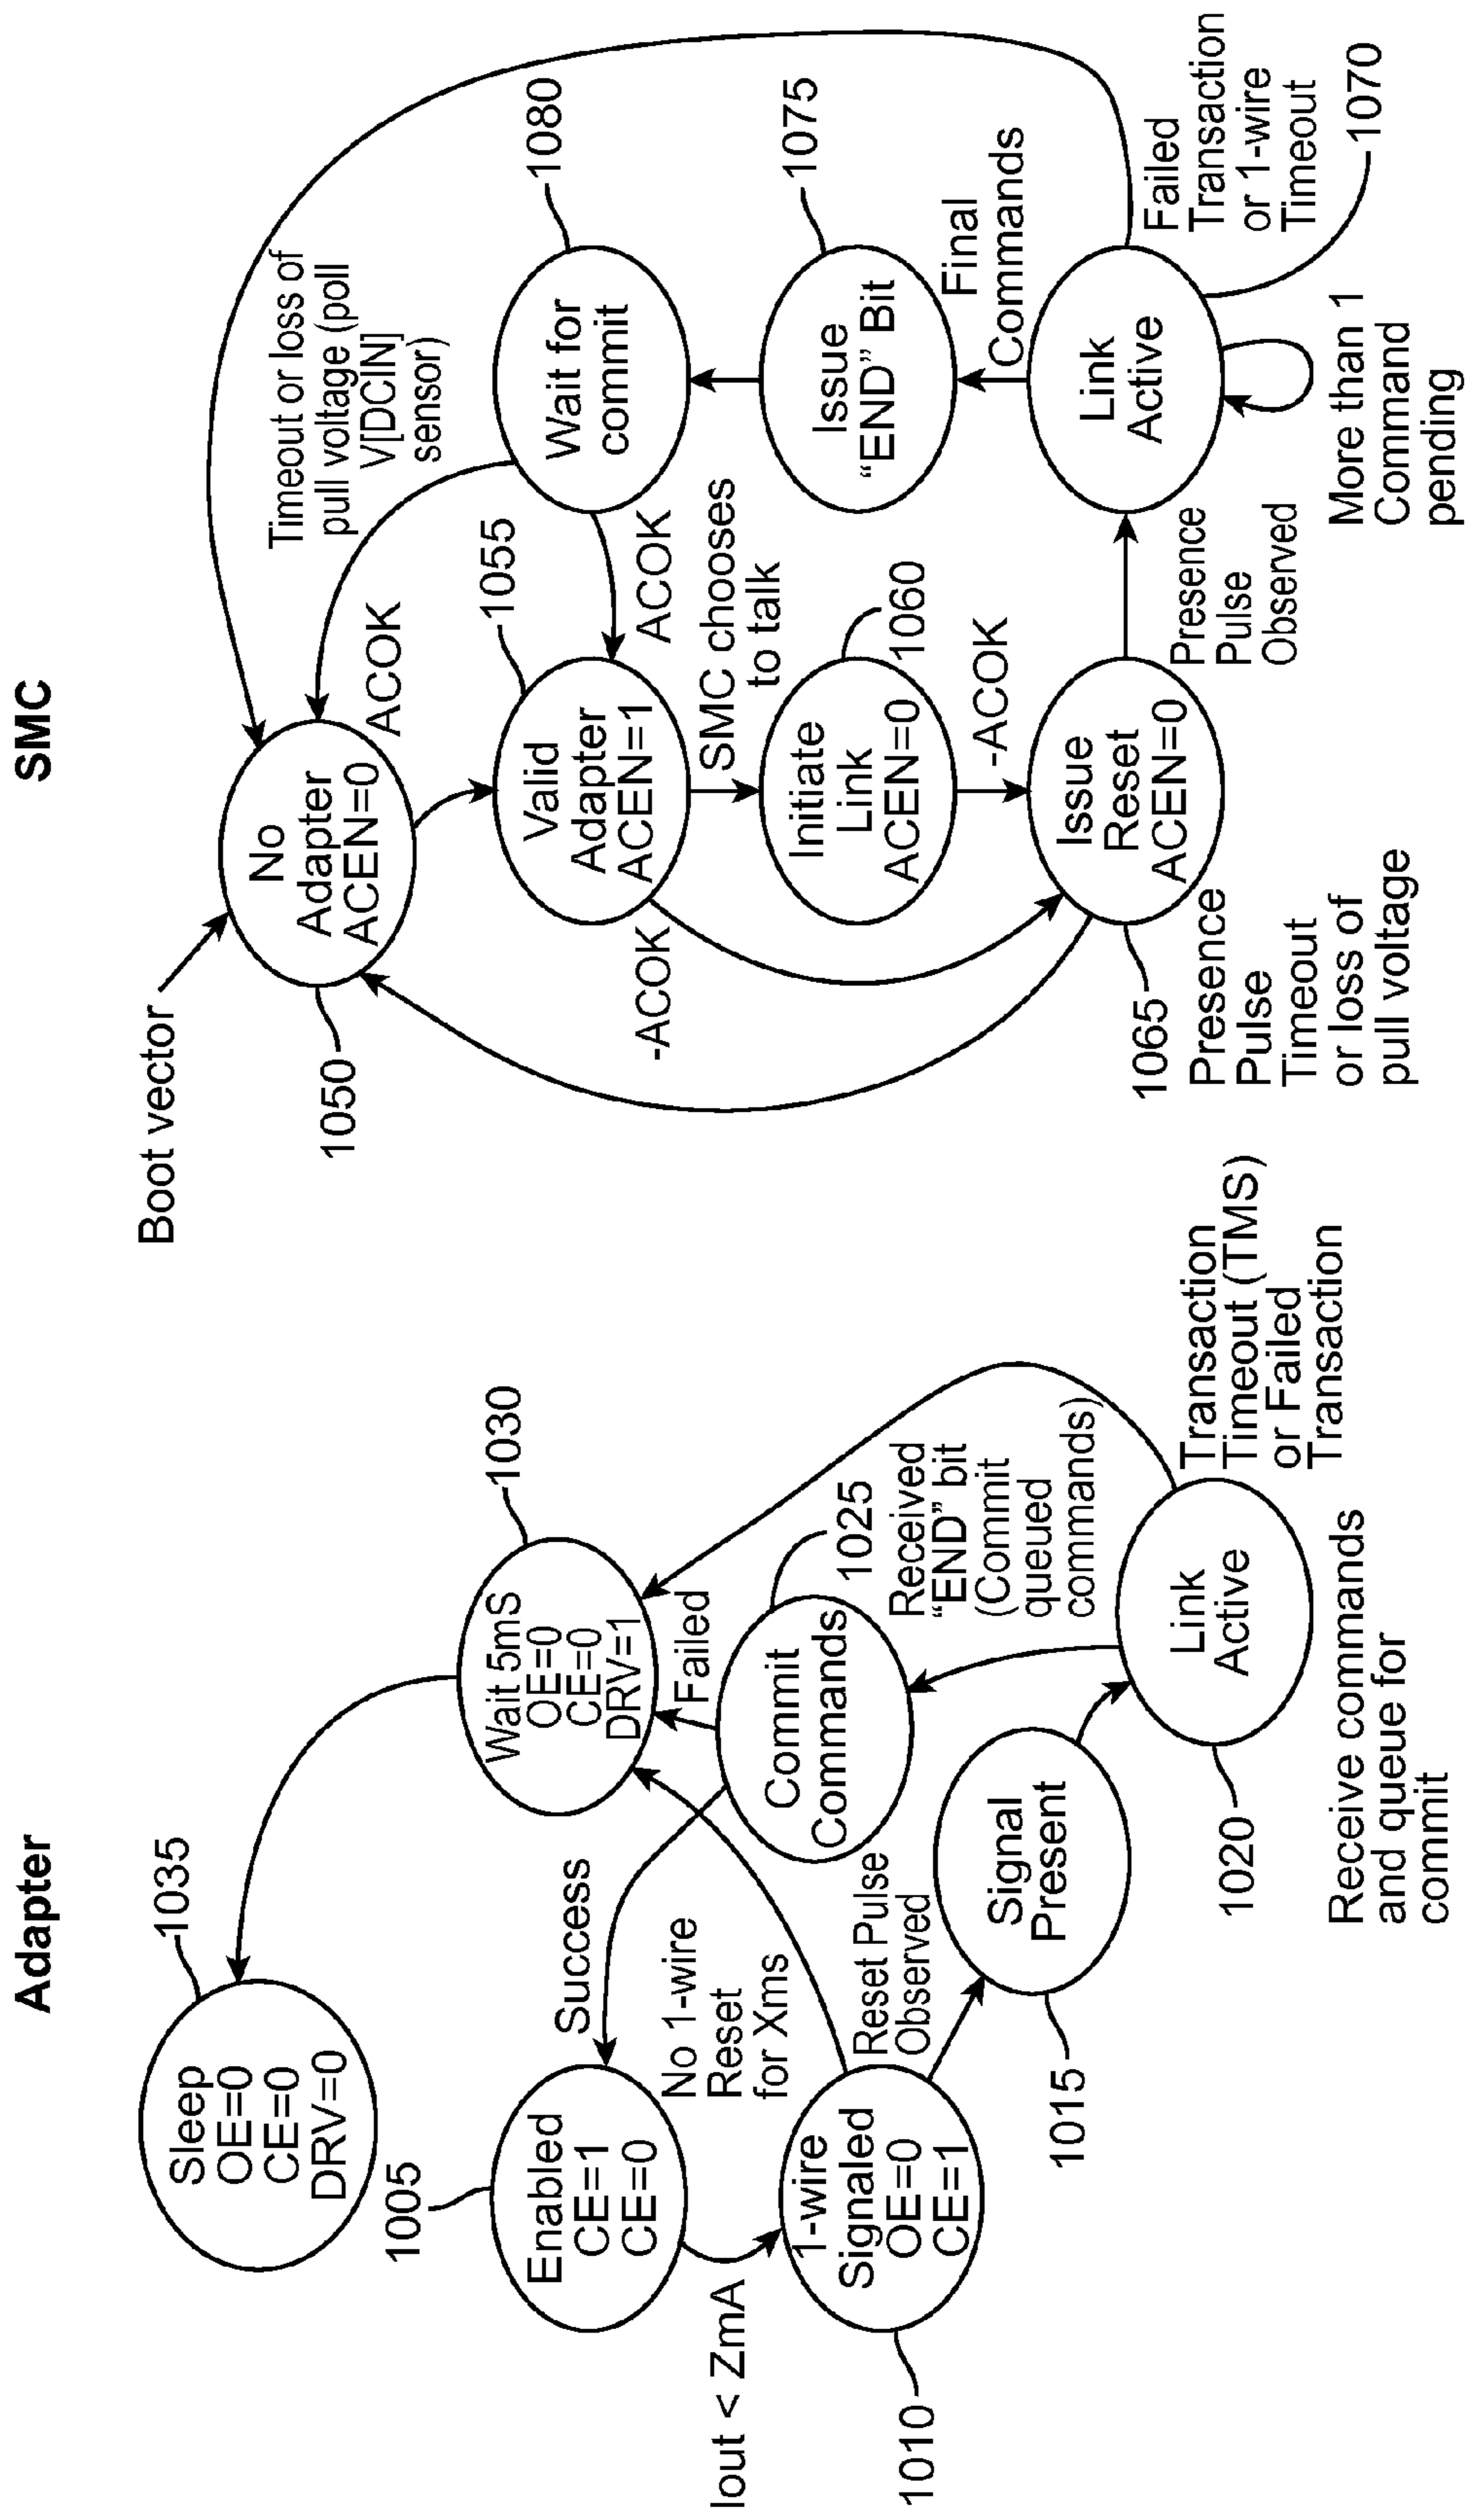 Adapter
1035
Sleep
OE=0
CE=0
DRV=0
1030
Wait 5mS
OE=0
CE=0
DRV=1
1005
Enabled
CE=1
CE=0
Success
Failed
Iout < ZmA
No 1-wire
Reset
for Xms
Commit
Commands
1025
Received
“END” bit
(Commit
queued
commands)
1-wire
Signaled
OE=0
CE=1
1010
Reset Pulse
Observed
Signal
Present
1015
Link
Active
1020
Transaction
Timeout (TMS)
or Failed
Transaction
Receive commands
and queue for
commit
SMC
Boot vector
No
Adapter
ACEN=0
1050
Timeout or loss of
pull voltage (poll
V[DCIN]
sensor)
ACOK
1055
Valid
Adapter
ACEN=1
ACOK
Wait for
commit
1080
-ACOK
SMC chooses
to talk
Initiate
Link
ACEN=0
1060
Issue
“END” Bit
1075
-ACOK
Final
Commands
Issue
Reset
ACEN=0
1065
Presence
Pulse
Timeout
or loss of
pull voltage
Presence
Pulse
Observed
Link
Active
Failed
Transaction
or 1-wire
Timeout
1070
More than 1
Command
pending